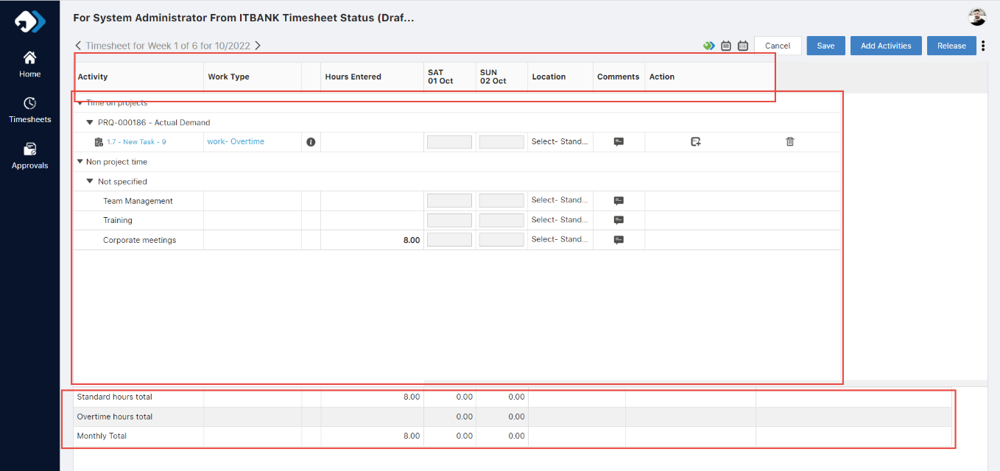 For System Administrator From ITBANK Timesheet Status (Draf...
Timesheet for Week 1 of 6 for 10/2022
Cancel
Save
Add Activities
Release
Home
Timesheets
Approvals
Activity Work Type Hours Entered SAT 01 Oct SUN 02 Oct Location Comments Action
Time on projects
PRQ-000186 - Actual Demand
1.7 - New Task - 9 work- Overtime Select- Stand...
Non project time
Not specified
Team Management Select- Stand...
Training Select- Stand...
Corporate meetings 8.00 Select- Stand...
Standard hours total 8.00 0.00 0.00
Overtime hours total 0.00 0.00
Monthly Total 8.00 0.00 0.00